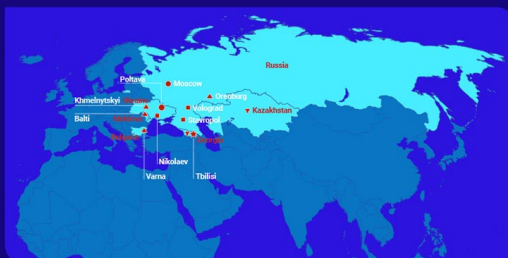 Russia
Poltava
Moscow
Orenburg
Khmelnytskyi
Volograd
Kazakhstan
Balti
Stavropol
Nikolaev
Varna
Tbilisi